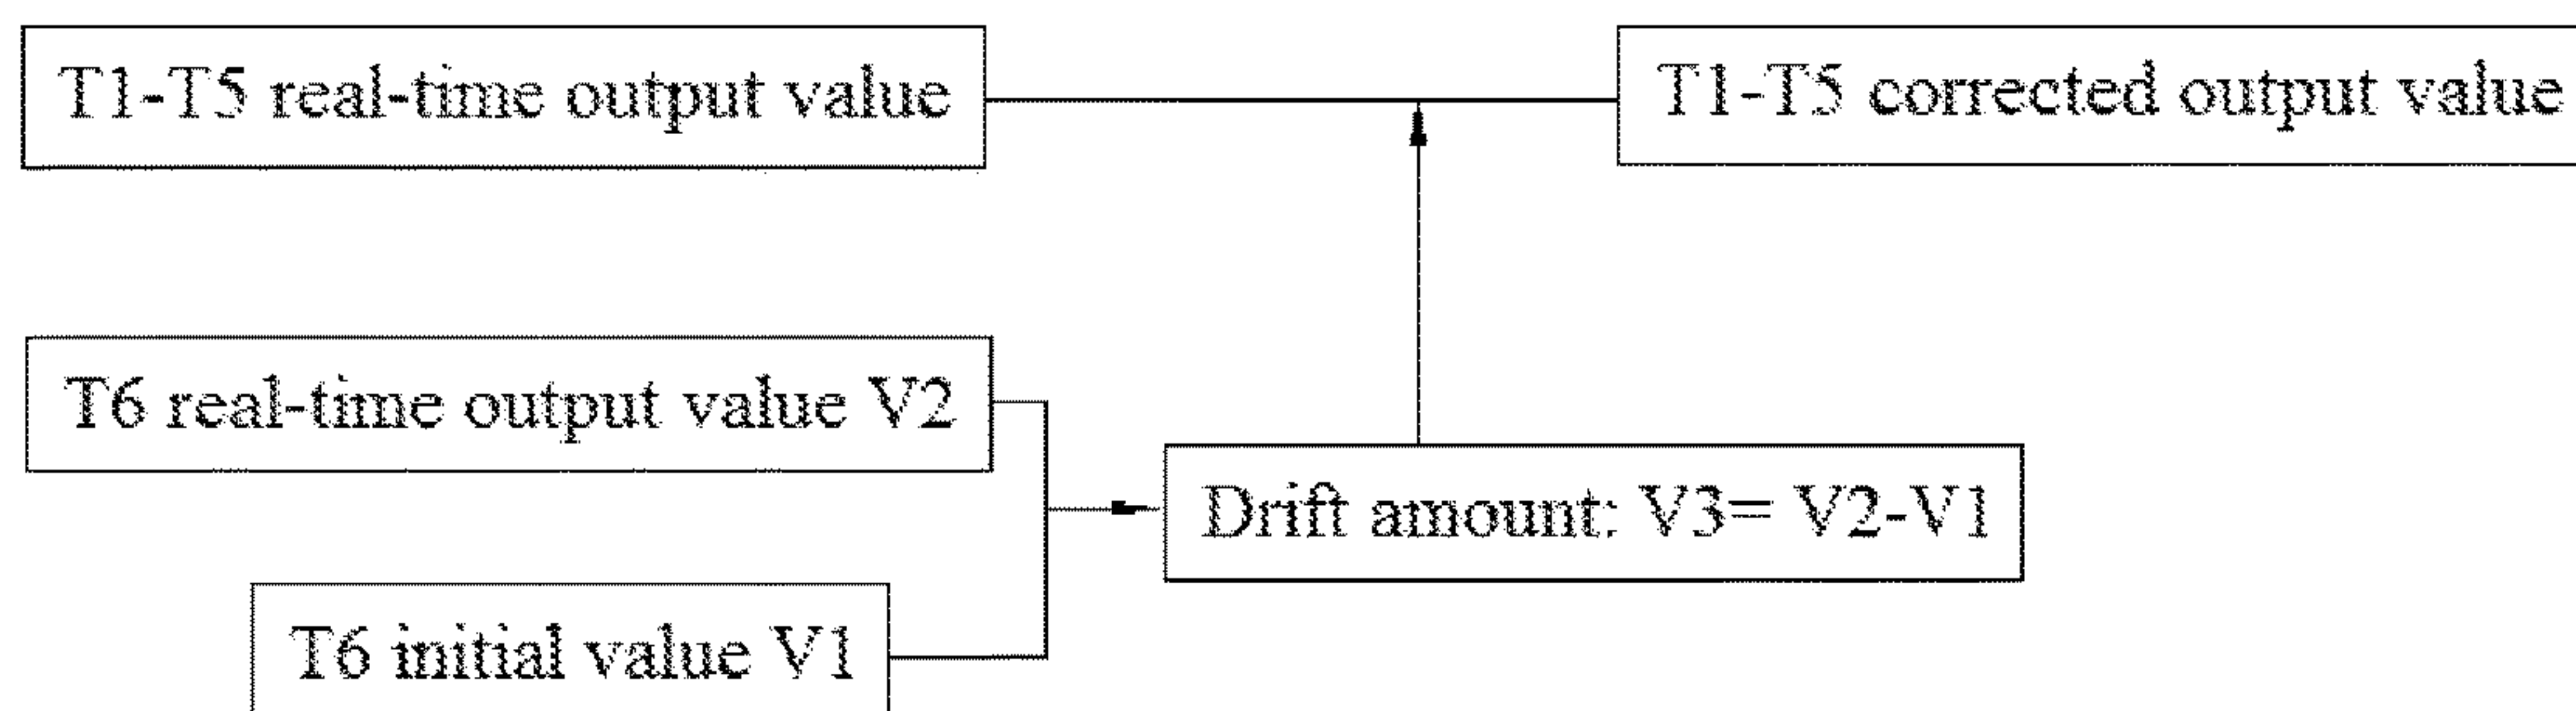 T1-T5 real-time output value
T1-T5 corrected output value
T6 real-time output value V2
Drift amount: V3= V2-V1
T6 initial value V1